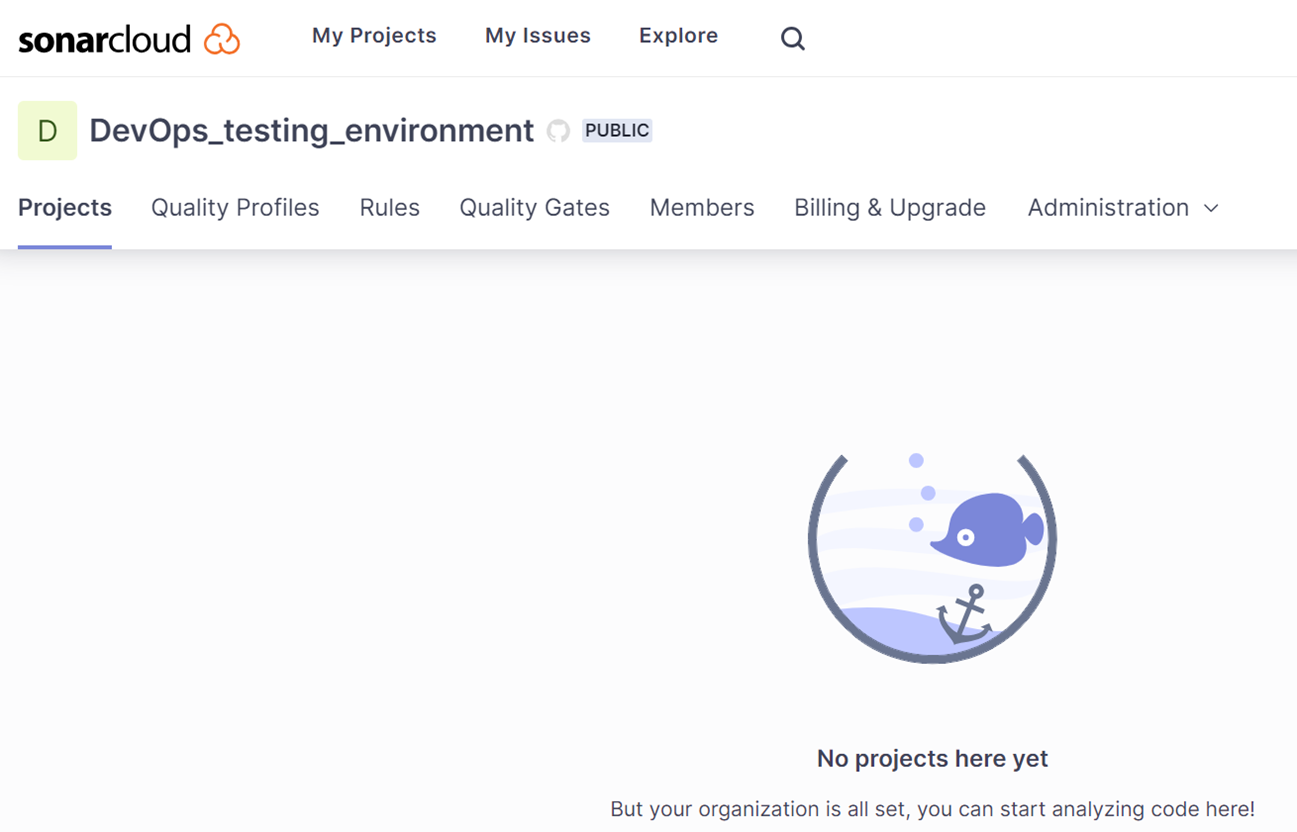 sonarcloud
My Projects My Issues Explore
D DevOps_testing_environment PUBLIC
Projects Quality Profiles Rules Quality Gates Members Billing & Upgrade Administration
No projects here yet
But your organization is all set, you can start analyzing code here!